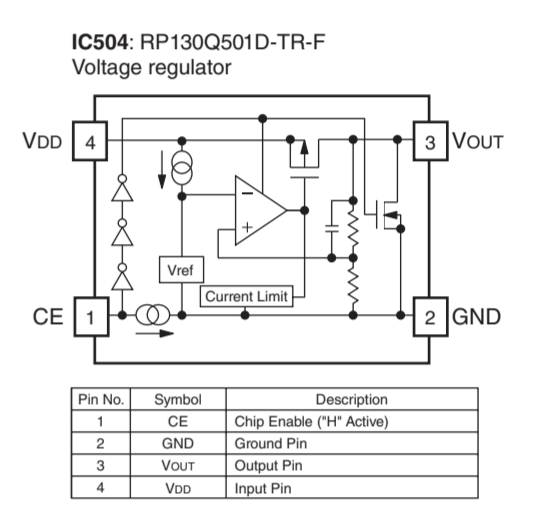 IC504: RP130Q501D-TR-F
Voltage regulator
VDD 4 3 VOUT
− 
+
Vref
Current Limit
CE 1 2 GND
Pin No. Symbol Description
1 CE Chip Enable ("H" Active)
2 GND Ground Pin
3 VOUT Output Pin
4 VDD Input Pin